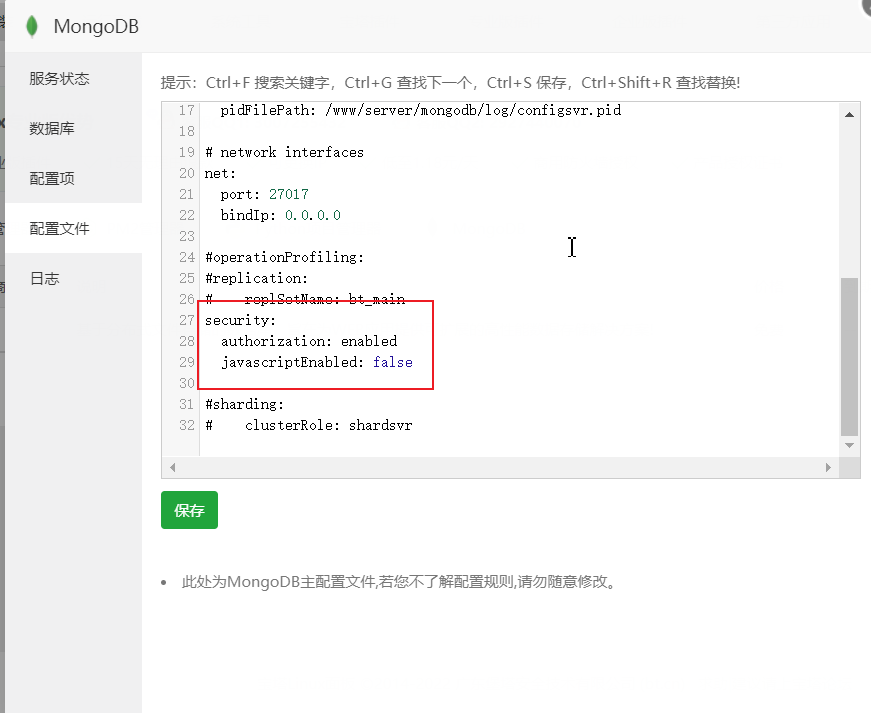 MongoDB
服务状态
数据库
配置项
配置文件
日志
提示：Ctrl+F 搜索关键字，Ctrl+G 查找下一个，Ctrl+S 保存，Ctrl+Shift+R 查找替换!
17 pidFilePath: /www/server/mongodb/log/configsvr.pid
18
19 # network interfaces
20 net:
21 port: 27017
22 bindIp: 0.0.0.0
23
24 #operationProfiling:
25 #replication:
26 # replSetName: bt_main
27 security:
28 authorization: enabled
29 javascriptEnabled: false
30
31 #sharding:
32 # clusterRole: shardsvr
保存
此处为MongoDB主配置文件,若您不了解配置规则,请勿随意修改。